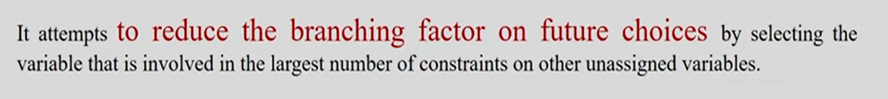 It attempts to reduce the branching factor on future choices by selecting the
variable that is involved in the largest number of constraints on other unassigned variables.